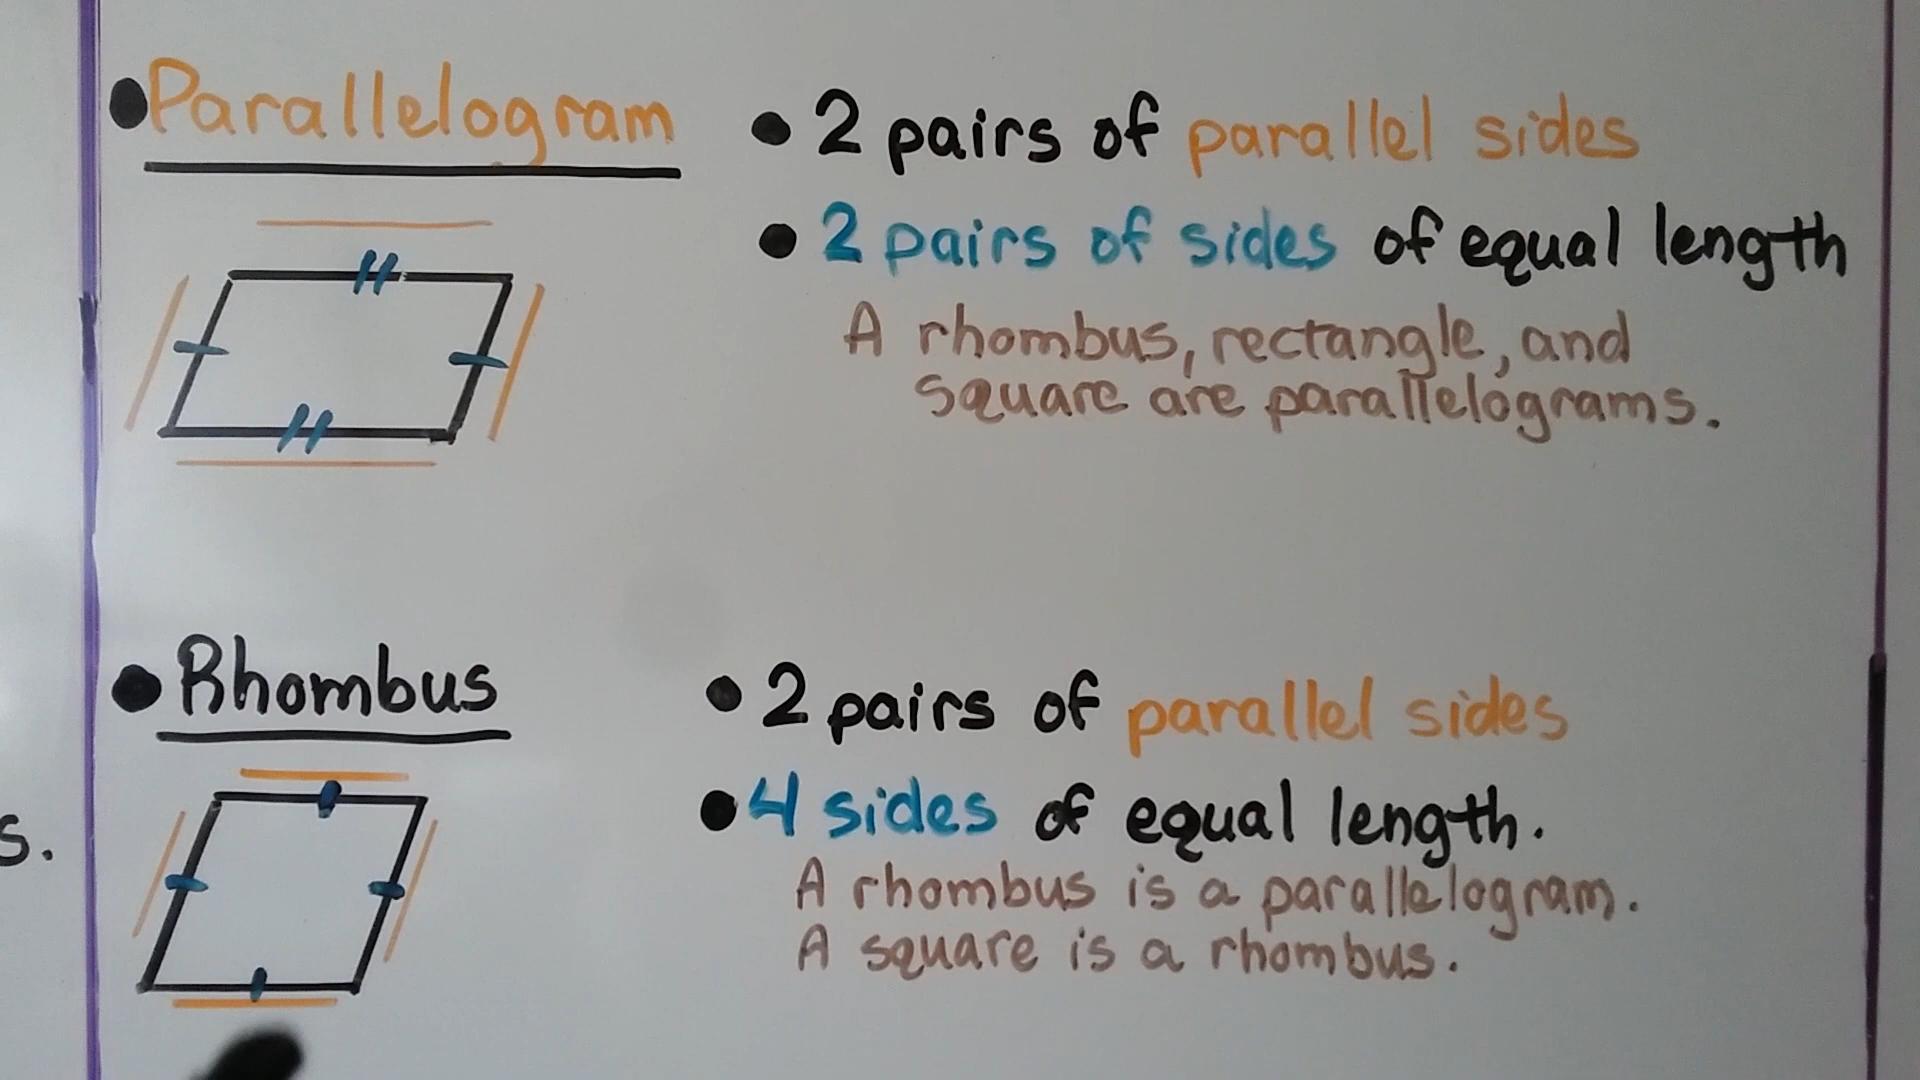 • Parallelogram
• 2 pairs of parallel sides
• 2 pairs of sides of equal length
A rhombus, rectangle, and
square are parallelograms.
• Rhombus
• 2 pairs of parallel sides
• 4 sides of equal length.
A rhombus is a parallelogram.
A square is a rhombus.
s.